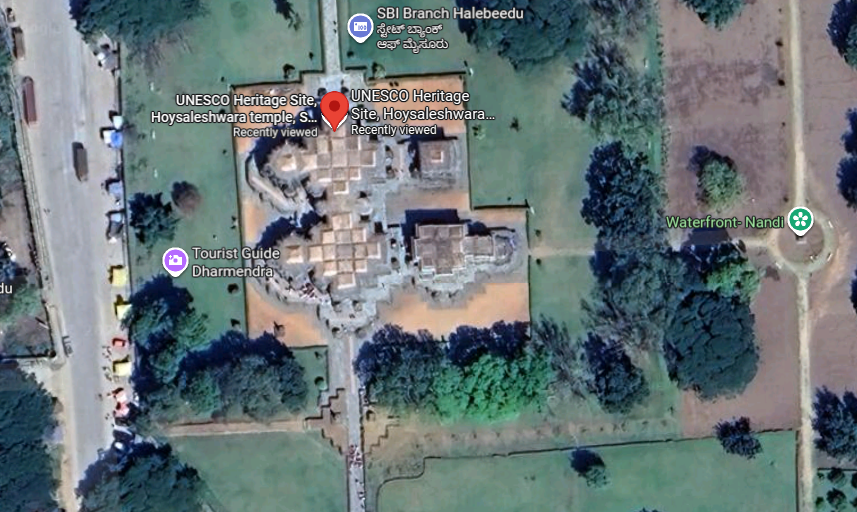 SBI Branch Halebeedu
ಸ್ಟೇಟ್ ಬ್ಯಾಂಕ್
ಆಫ್ ಮೈಸೂರು
UNESCO Heritage Site,
Hoysaleshwara temple, S...
Recently viewed
UNESCO Heritage
Site, Hoysaleshwara...
Recently viewed
Waterfront- Nandi
Tourist Guide
Dharmendra
du